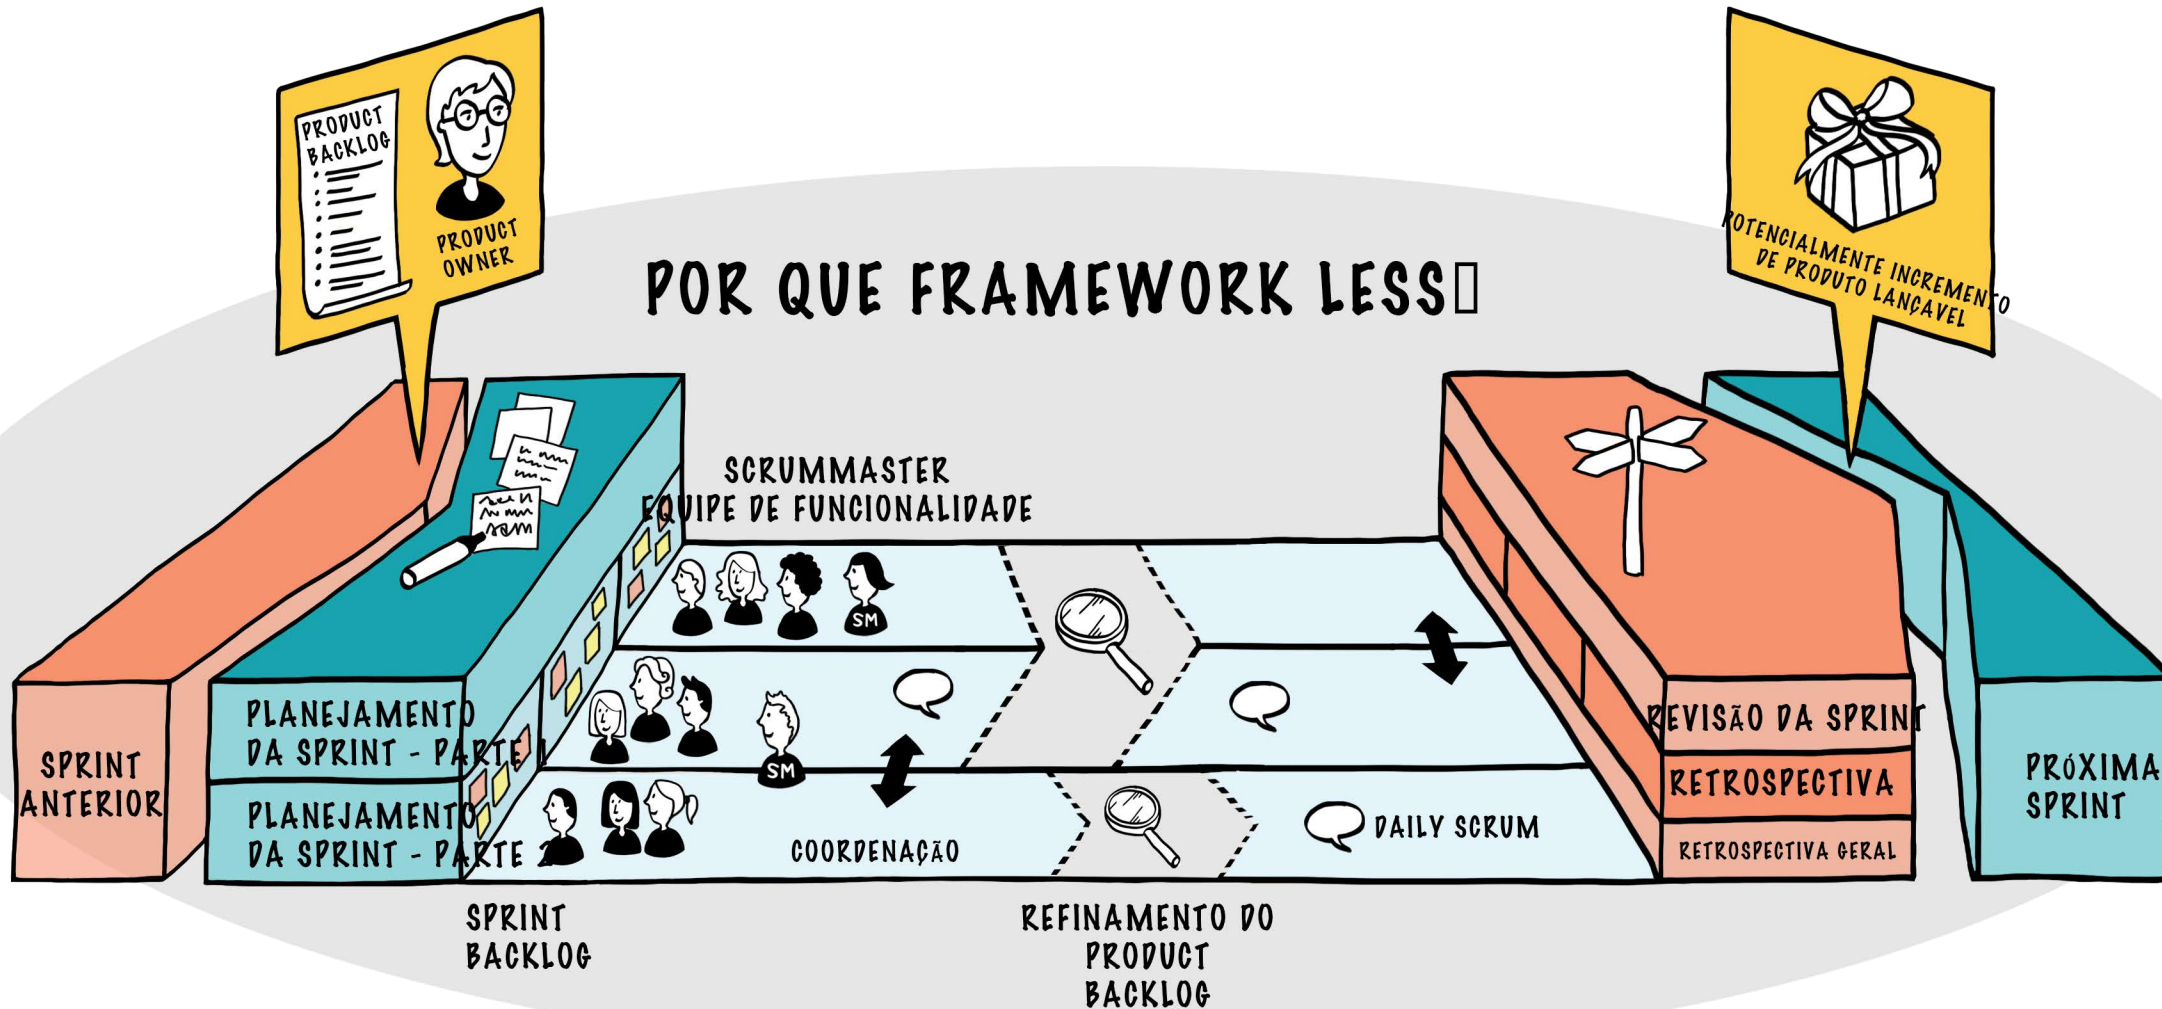 PRODUCT
BACKLOG
PRODUCT
OWNER
POTENCIALMENTE INCREMENTO
DE PRODUTO LANÇAVEL
POR QUE FRAMEWORK LESS
SCRUMMASTER
EQUIPE DE FUNCIONALIDADE
SM
SM
SPRINT
ANTERIOR
PLANEJAMENTO
DA SPRINT - PARTE 1
PLANEJAMENTO
DA SPRINT - PARTE 2
COORDENAÇÃO
DAILY SCRUM
REVISÃO DA SPRINT
RETROSPECTIVA
RETROSPECTIVA GERAL
PRÓXIMA
SPRINT
SPRINT
BACKLOG
REFINAMENTO DO
PRODUCT
BACKLOG